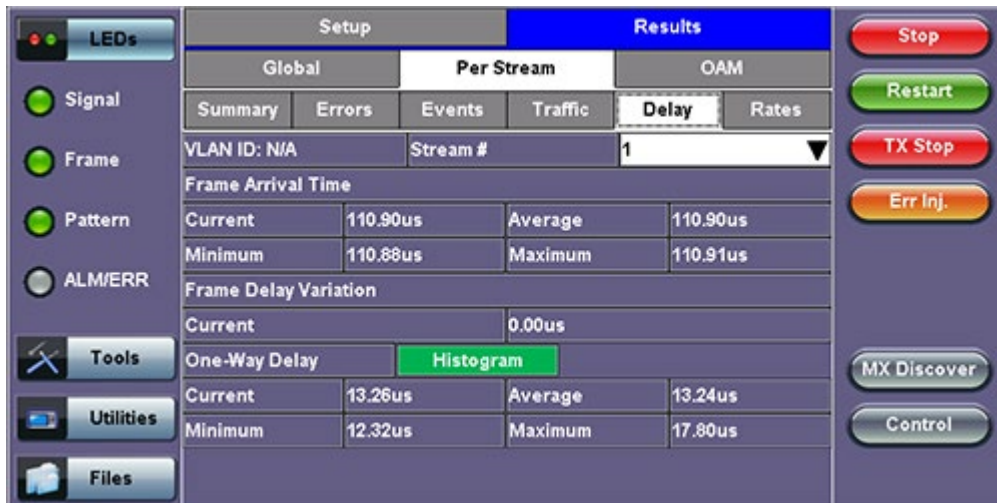 LEDs
Signal
Frame
Pattern
ALM/ERR
Tools
Utilities
Files
Setup Results
Global Per Stream OAM
Summary Errors Events Traffic Delay Rates
VLAN ID: N/A Stream # 1
Frame Arrival Time
Current 110.90us Average 110.90us
Minimum 110.88us Maximum 110.91us
Frame Delay Variation
Current 0.00us
One-Way Delay Histogram
Current 13.26us Average 13.24us
Minimum 12.32us Maximum 17.80us
Stop
Restart
TX Stop
Err Inj.
MX Discover
Control